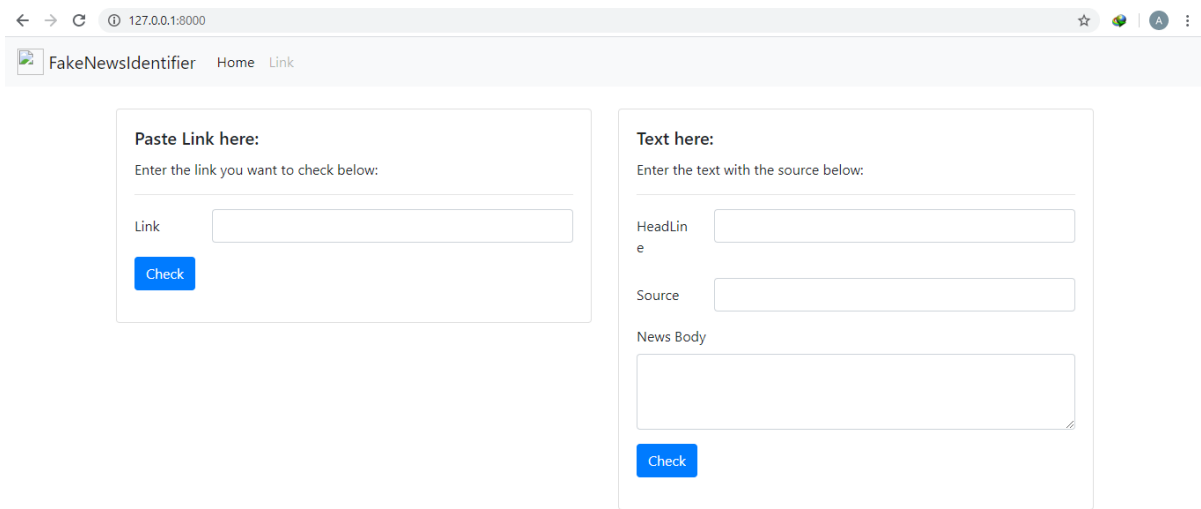 127.0.0.1:8000
A
FakeNewsIdentifier Home Link
Paste Link here:
Enter the link you want to check below:
Link
Check
Text here:
Enter the text with the source below:
HeadLin
e
Source
News Body
Check